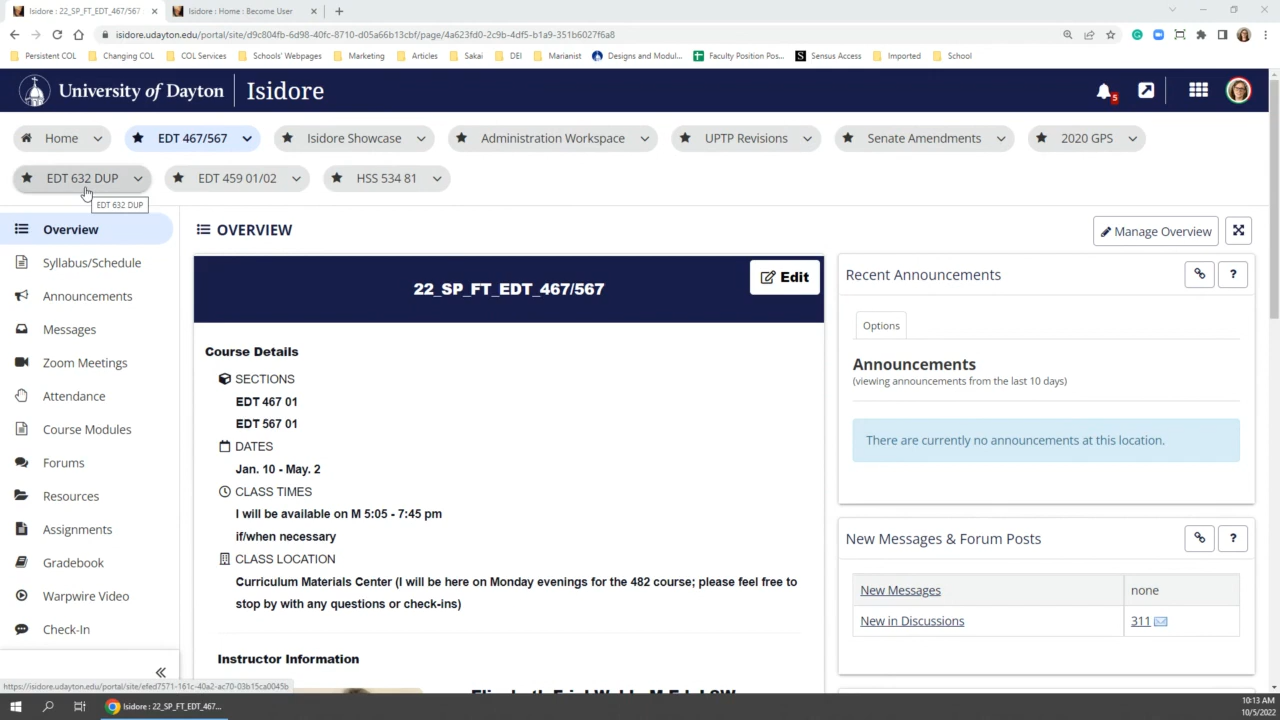 Isidore : 22_SP_FT_EDT_467/567
Isidore : Home : Become User
isidore.udayton.edu/portal/site/d9c804fb-6d98-40fc-8710-d05a66b13cbf/page/4a623fd0-2c9b-4df5-b1a9-351b6027f6a8
Persistent COL
Changing COL
COL Services
Schools' Webpages
Marketing
Articles
Sakai
DEI
Marianist
Designs and Modul...
Faculty Position Pos...
Sensus Access
Imported
School
University of Dayton
Isidore
5
Home
EDT 467/567
Isidore Showcase
Administration Workspace
UPTP Revisions
Senate Amendments
2020 GPS
EDT 632 DUP
EDT 459 01/02
HSS 534 81
EDT 632 DUP
Overview
Syllabus/Schedule
Announcements
Messages
Zoom Meetings
Attendance
Course Modules
Forums
Resources
Assignments
Gradebook
Warpwire Video
Check-In
OVERVIEW
Manage Overview
22_SP_FT_EDT_467/567
Edit
Course Details
SECTIONS
EDT 467 01
EDT 567 01
DATES
Jan. 10 - May. 2
CLASS TIMES
I will be available on M 5:05 - 7:45 pm
if/when necessary
CLASS LOCATION
Curriculum Materials Center (I will be here on Monday evenings for the 482 course; please feel free to
stop by with any questions or check-ins)
Instructor Information
Recent Announcements
?
Options
Announcements
(viewing announcements from the last 10 days)
There are currently no announcements at this location.
New Messages & Forum Posts
?
New Messages
none
New in Discussions
311
https://isidore.udayton.edu/portal/site/efed7571-161c-40a2-ac70-03b15ca0045b
Isidore : 22_SP_FT_EDT_467...
10:13 AM
10/5/2022